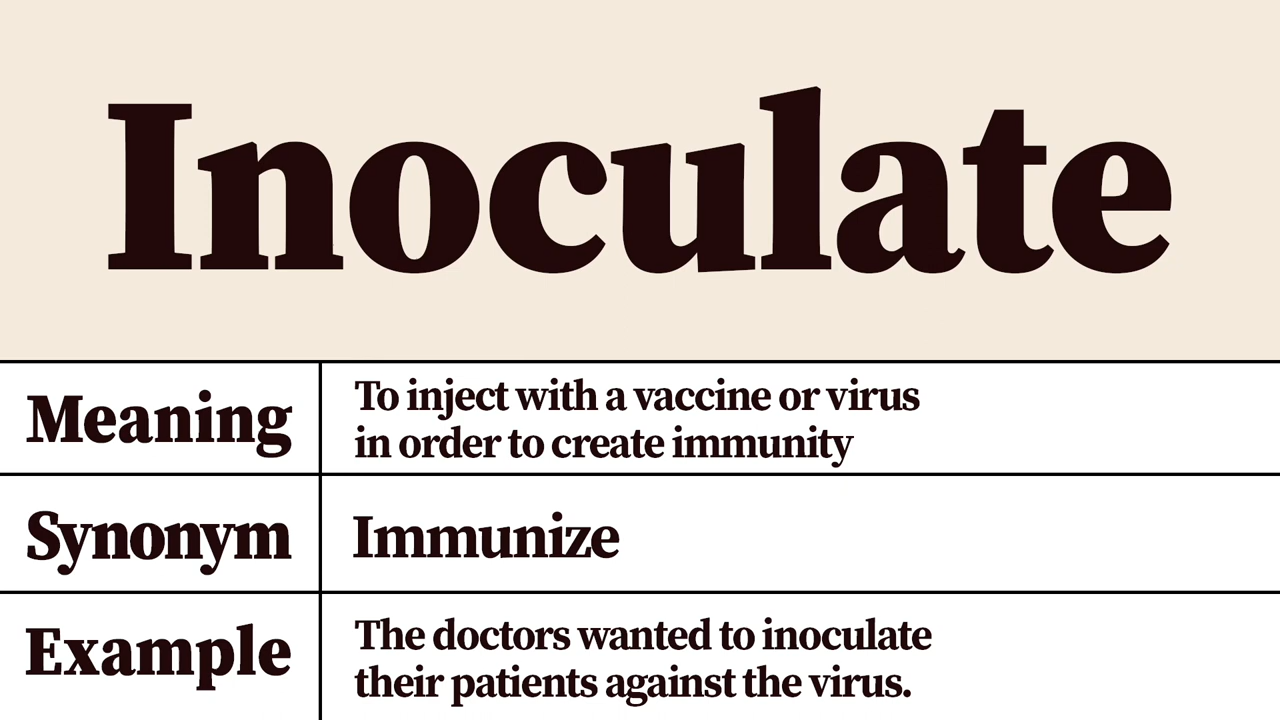 Inoculate
Meaning
To inject with a vaccine or virus
in order to create immunity
Synonym
Immunize
Example
The doctors wanted to inoculate
their patients against the virus.